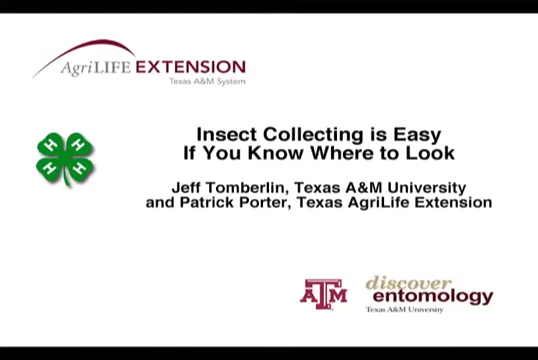 AgriLIFE EXTENSION
Texas A&M System
H H
H H
Insect Collecting is Easy
If You Know Where to Look
Jeff Tomberlin, Texas A&M University
and Patrick Porter, Texas AgriLife Extension
ATM
discover
entomology
Texas A&M University